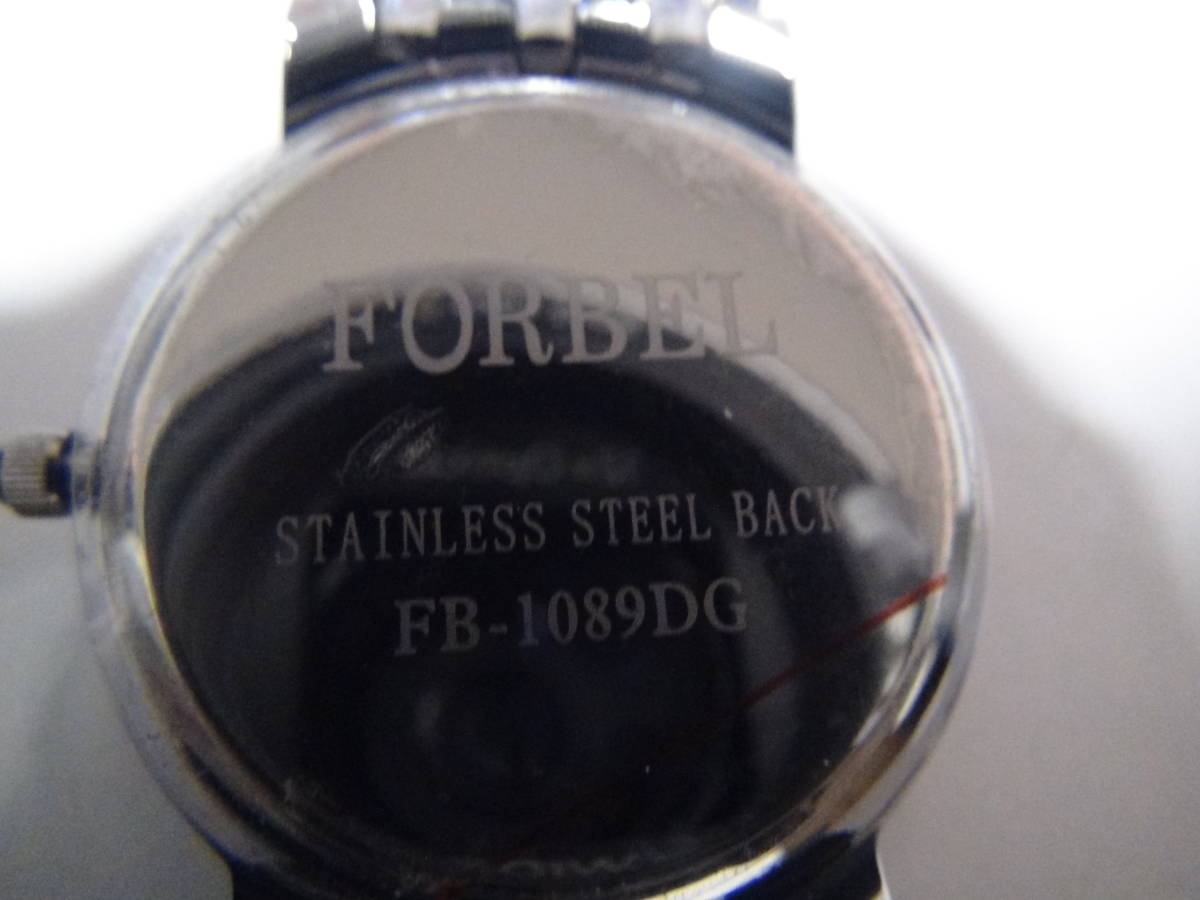 FORBEL
STAINLESS STEEL BACK
FB-1089DG